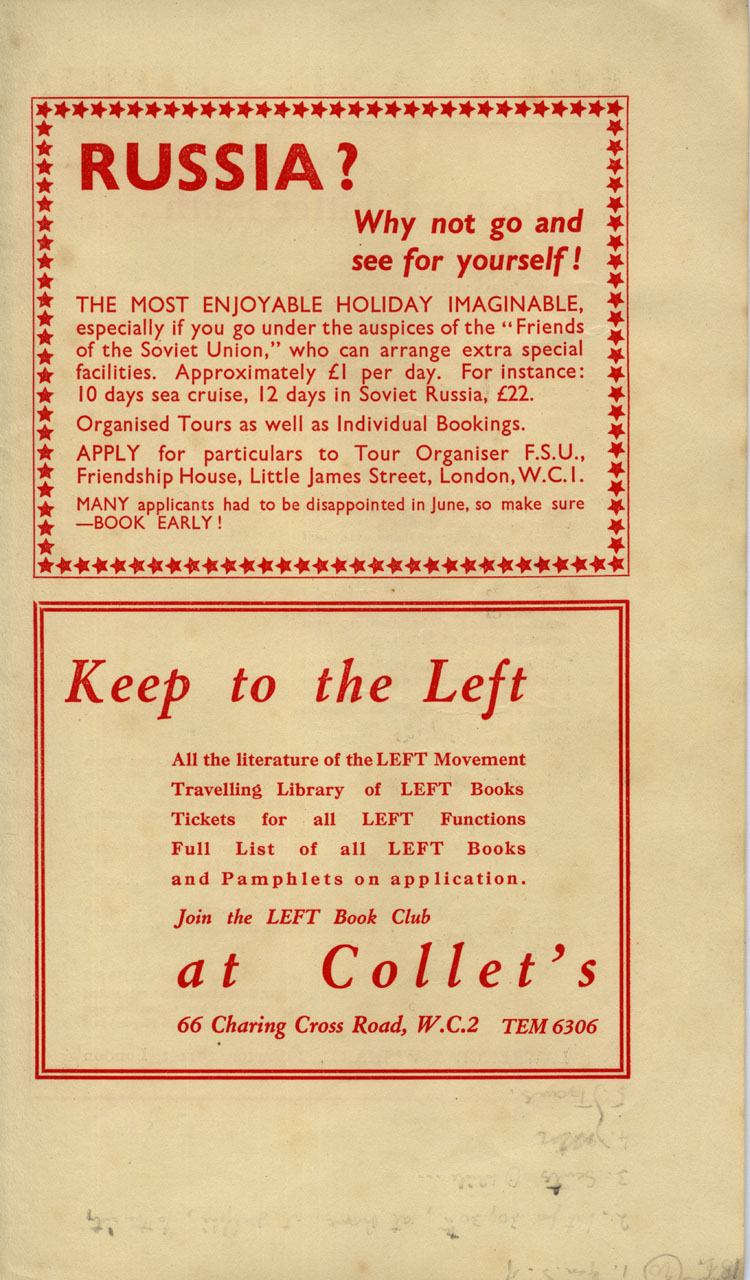 RUSSIA?
Why not go and
see for yourself!
THE MOST ENJOYABLE HOLIDAY IMAGINABLE,
especially if you go under the auspices of the "Friends
of the Soviet Union," who can arrange extra special
facilities. Approximately £1 per day. For instance:
10 days sea cruise, 12 days in Soviet Russia, £22.
Organised Tours as well as Individual Bookings.
APPLY for particulars to Tour Organiser F.S.U.,
Friendship House, Little James Street, London, W.C.1.
MANY applicants had to be disappointed in June, so make sure
—BOOK EARLY!
Keep to the Left
All the literature of the LEFT Movement
Travelling Library of LEFT Books
Tickets for all LEFT Functions
Full List of all LEFT Books
and Pamphlets on application.
Join the LEFT Book Club
at Collet's
66 Charing Cross Road, W.C.2 TEM 6306